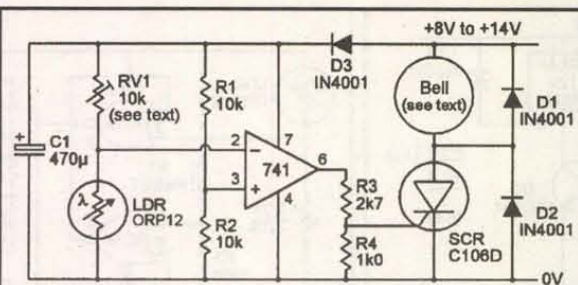 +8V to +14V
D3
IN4001
RV1
10k
(see text)
R1
10k
Bell
(see text)
D1
IN4001
+
C1
470µ
2
−
7
741
6
3
+
4
λ
LDR
ORP12
R2
10k
R3
2k7
R4
1k0
SCR
C106D
D2
IN4001
0V